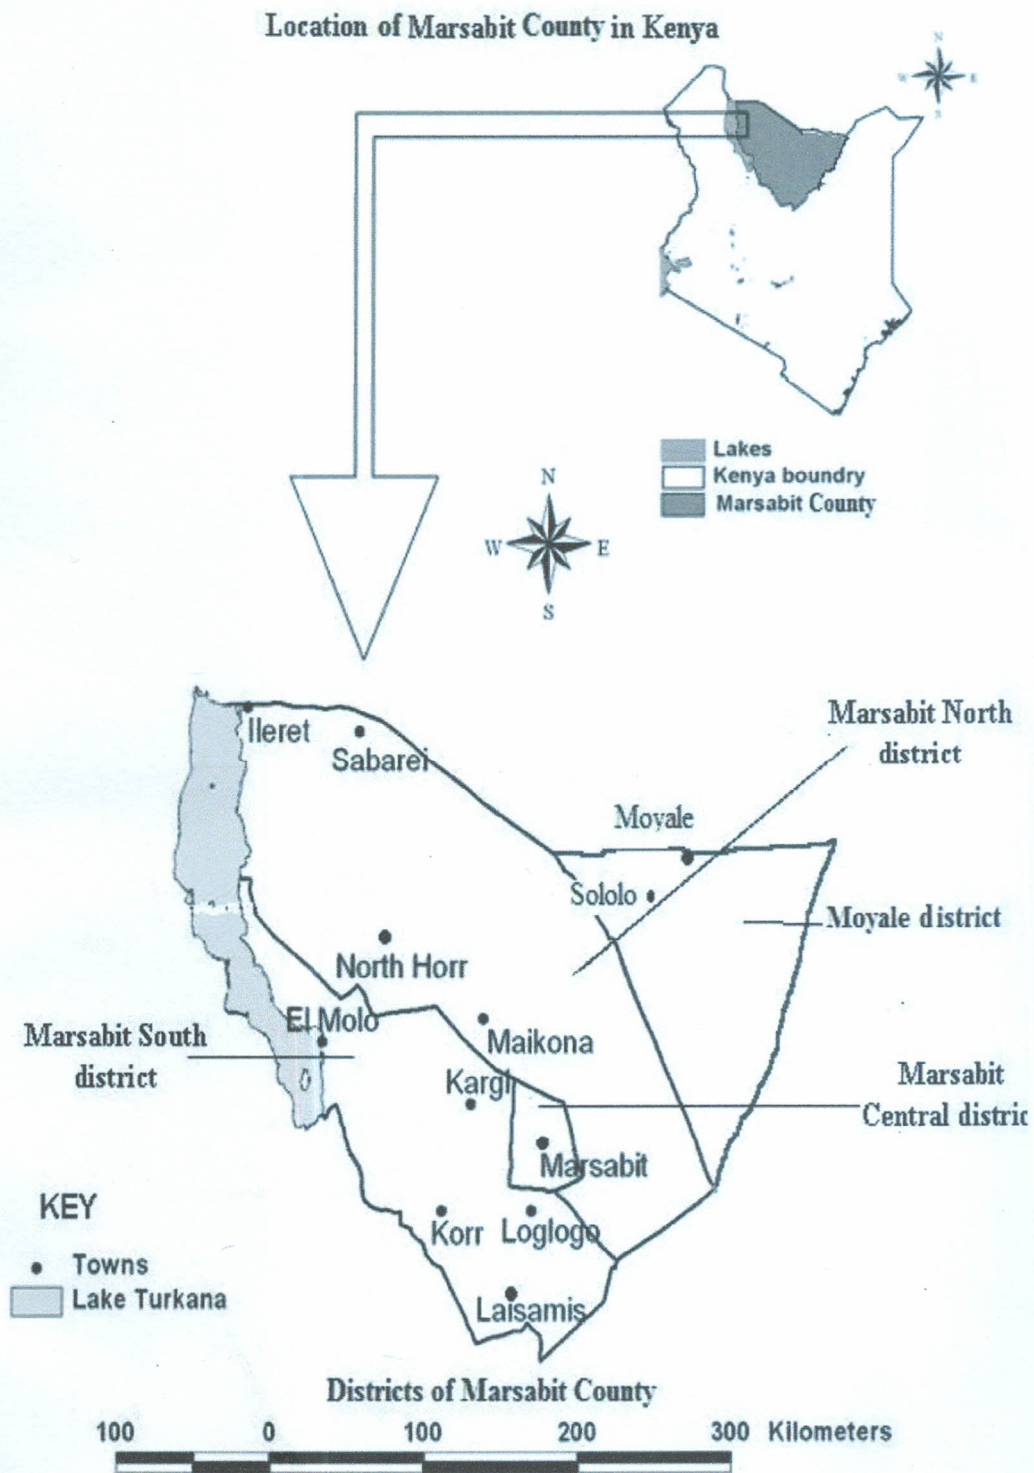 Location of Marsabit County in Kenya
N
W
E
S
Lakes
Kenya boundry
Marsabit County
N
W
E
S
Marsabit North
district
Ileret
Sabarei
Moyale
Sololo
Moyale district
North Horr
El Molo
Maikona
Marsabit South
district
Kargi
Marsabit
Central distric
Marsabit
KEY
Korr
Loglogo
Towns
Lake Turkana
Laisamis
Districts of Marsabit County
100 0 100 200 300 Kilometers